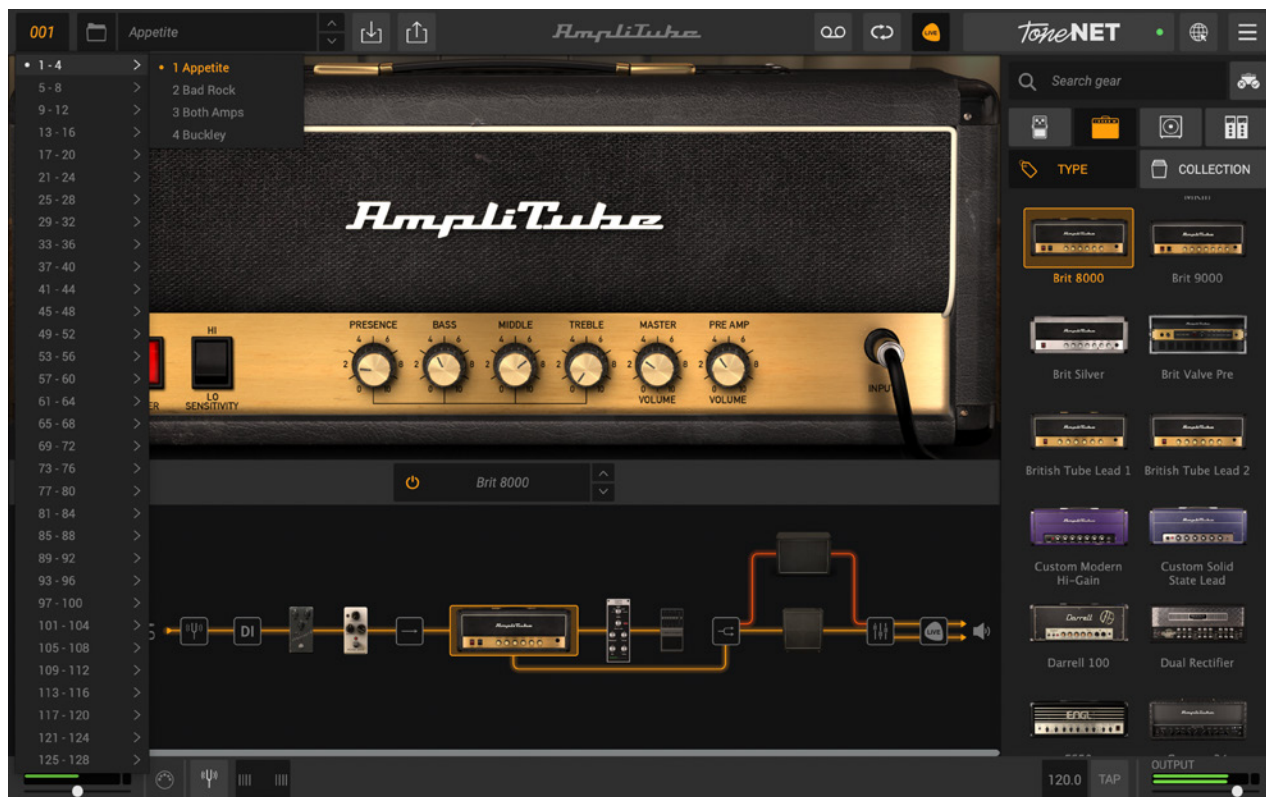 001
Appetite
AmpliTube
LIVE
ToneNET
1 - 4
5 - 8
9 - 12
13 - 16
17 - 20
21 - 24
25 - 28
29 - 32
33 - 36
37 - 40
41 - 44
45 - 48
49 - 52
53 - 56
57 - 60
61 - 64
65 - 68
69 - 72
73 - 76
77 - 80
81 - 84
85 - 88
89 - 92
93 - 96
97 - 100
101 - 104
105 - 108
109 - 112
113 - 116
117 - 120
121 - 124
125 - 128
1 Appetite
2 Bad Rock
3 Both Amps
4 Buckley
AmpliTube
HI
LO
SENSITIVITY
ER
PRESENCE
BASS
MIDDLE
TREBLE
MASTER
PRE AMP
VOLUME
VOLUME
INPUT
Brit 8000
DI
AmpliTube
LIVE
Search gear
TYPE
COLLECTION
Brit 8000
Brit 9000
Brit Silver
Brit Valve Pre
British Tube Lead 1
British Tube Lead 2
Custom Modern
Hi-Gain
Custom Solid
State Lead
Darrell
Darrell 100
Dual Rectifier
ENGL
120.0
TAP
OUTPUT